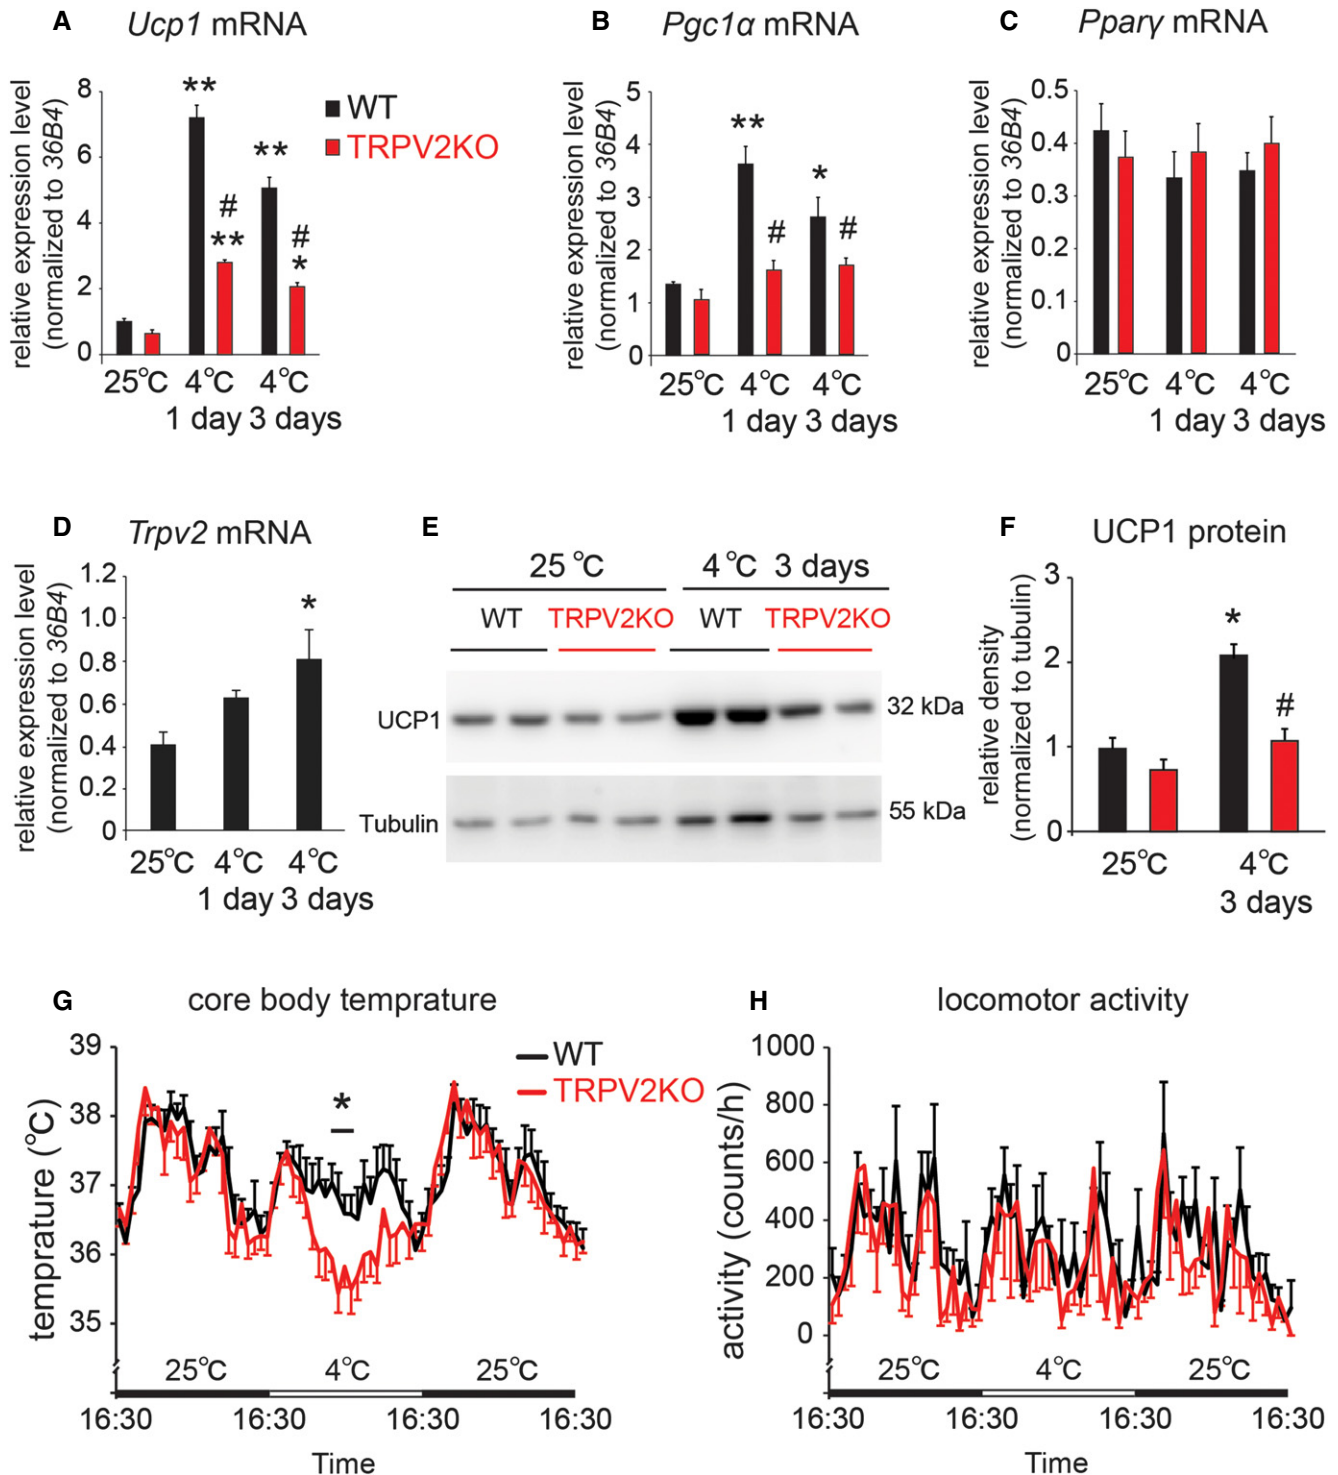 A Ucp1 mRNA
relative expression level
(normalized to 36B4)
8
6
4
2
0
**
**
#
**
#
*
WT
TRPV2KO
25°C 4°C 4°C
1 day 3 days
B Pgc1α mRNA
relative expression level
(normalized to 36B4)
5
4
3
2
1
0
**
*
#
#
25°C 4°C 4°C
1 day 3 days
C Pparγ mRNA
relative expression level
(normalized to 36B4)
0.5
0.4
0.3
0.2
0.1
0
25°C 4°C 4°C
1 day 3 days
D Trpv2 mRNA
relative expression level
(normalized to 36B4)
1.2
1.0
0.8
0.6
0.4
0.2
0
*
25°C 4°C 4°C
1 day 3 days
E
25 °C 4 °C 3 days
WT TRPV2KO WT TRPV2KO
UCP1 32 kDa
Tubulin 55 kDa
F UCP1 protein
relative density
(normalized to tubulin)
3
2
1
0
*
#
25°C 4°C
3 days
G core body temprature
temprature (°C)
39
38
37
36
35
*
WT
TRPV2KO
25°C 4°C 25°C
16:30 16:30 16:30 16:30
Time
H locomotor activity
activity (counts/h)
1000
800
600
400
200
0
25°C 4°C 25°C
16:30 16:30 16:30 16:30
Time